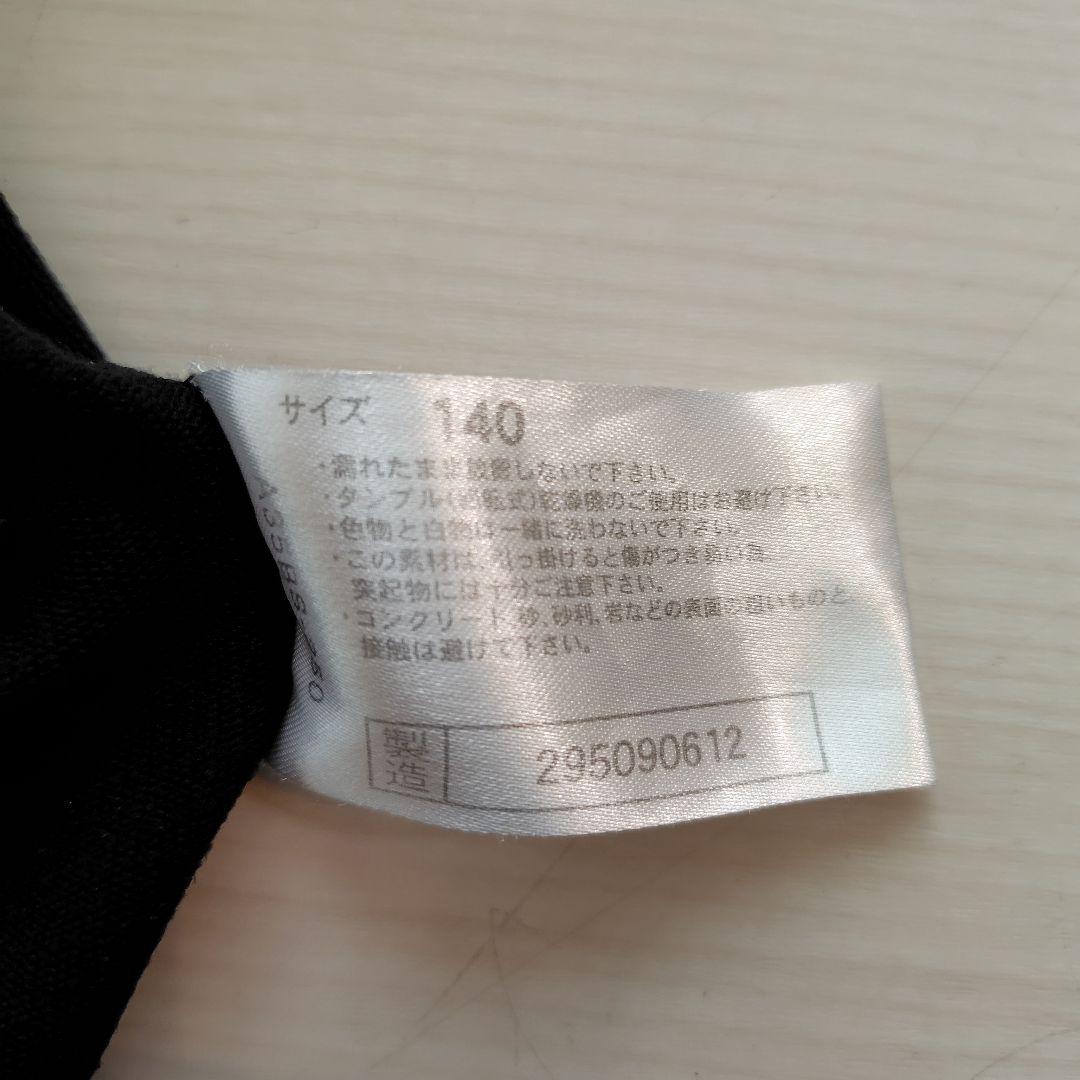 サイズ 140
・濡れたまま放置しないで下さい。
・タンブル(回転式)乾燥機のご使用はお避け下さい。
・色物と白物は一緒に洗わないで下さい。
・この素材は、引っ掛けると傷がつき易い為、
突起物には十分ご注意下さい。
・コンクリート、砂、砂利、岩などの表面の粗いものと、
接触は避けて下さい。
製造 295090612